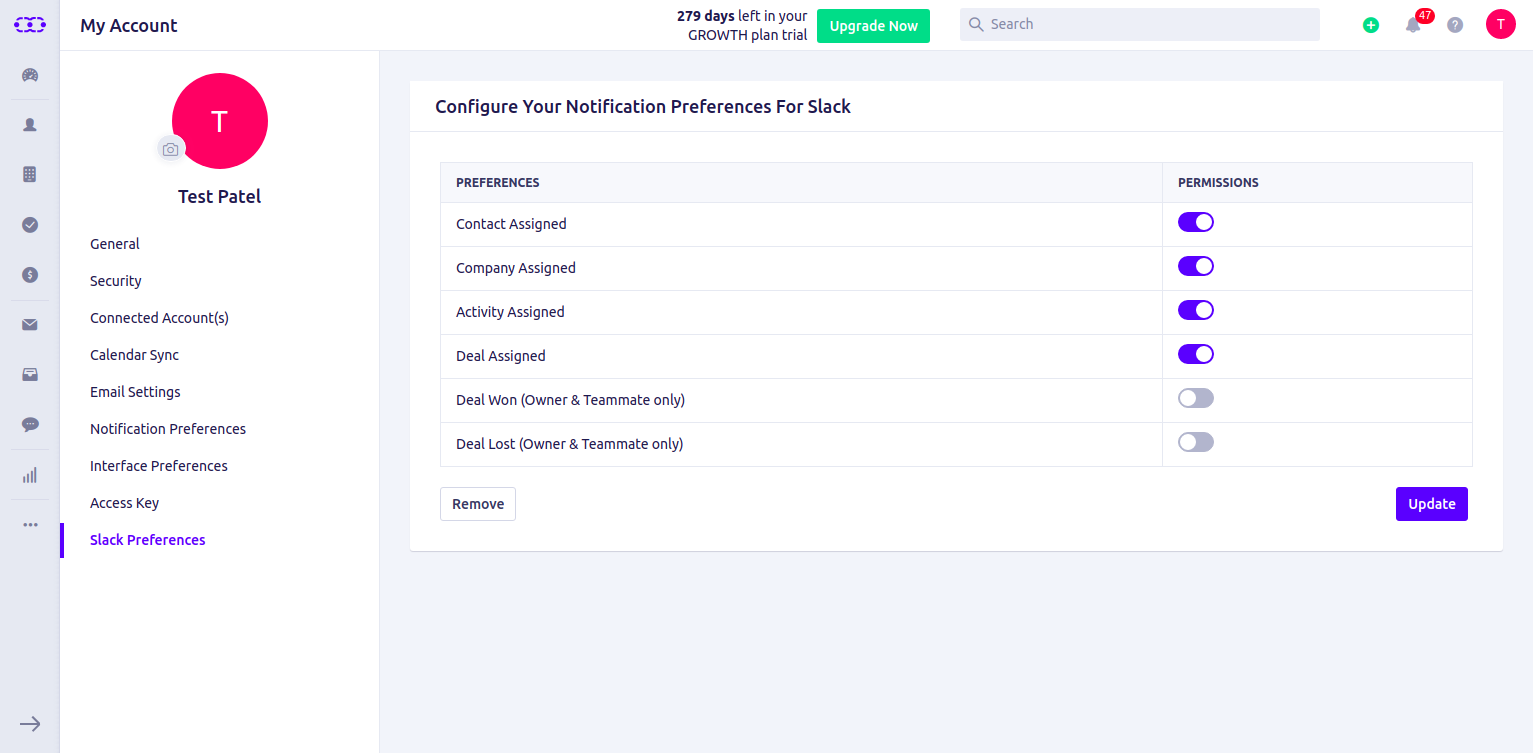 My Account
279 days left in your
GROWTH plan trial
Upgrade Now
Search
47
T
T
Test Patel
General
Security
Connected Account(s)
Calendar Sync
Email Settings
Notification Preferences
Interface Preferences
Access Key
Slack Preferences
Configure Your Notification Preferences For Slack
PREFERENCES PERMISSIONS
Contact Assigned
Company Assigned
Activity Assigned
Deal Assigned
Deal Won (Owner & Teammate only)
Deal Lost (Owner & Teammate only)
Remove Update